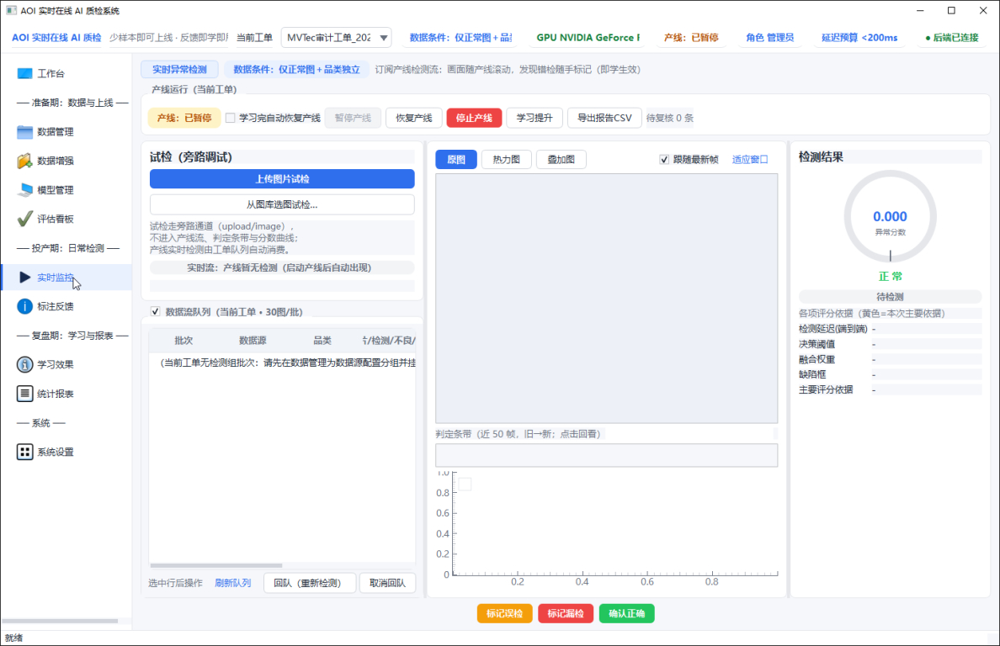 AOI 实时在线 AI 质检系统
AOI 实时在线 AI 质检 少样本即可上线 · 反馈即学即 当前工单 MVTec审计工单_202 数据条件：仅正常图 + 品 GPU NVIDIA GeForce 产线：已暂停 角色 管理员 延迟预算 <200ms ● 后端已连接
工作台
准备期：数据与上线
数据管理
数据增强
模型管理
评估看板
投产期：日常检测
实时监控
标注反馈
复盘期：学习与报表
学习效果
统计报表
系统
系统设置
实时异常检测 数据条件：仅正常图 + 品类独立 订阅产线检测流：画面随产线滚动，发现错检随手标记（即学生效）
产线运行（当前工单）
产线：已暂停 学习完自动恢复产线 暂停产线 恢复产线 停止产线 学习提升 导出报告CSV 待复核 0 条
试检（旁路调试）
上传图片试检
从图库选图试检...
试检走旁路通道（upload/image），
不进入产线流、判定条带与分数曲线；
产线实时检测由工单队列自动消费。
实时流：产线暂无检测（启动产线后自动出现）
数据流队列（当前工单 • 30图/批）
批次 数据源 品类 /检测/不良/
（当前工单无检测组批次：请先在数据管理为数据源配置分组并挂
选中行后操作 刷新队列 回队（重新检测） 取消回队
原图 热力图 叠加图 跟随最新帧 适应窗口
判定条带（近 50 帧，旧→新；点击回看）
1.0
0.8
0.6
0.4
0.2
0
0.2 0.4 0.6 0.8
标记误检 标记漏检 确认正确
检测结果
0.000
异常分数
正 常
待检测
各项评分依据（黄色=本次主要依据）
检测延迟(端到端) -
决策阈值 -
融合权重 -
缺陷框 -
主要评分依据 -
就绪